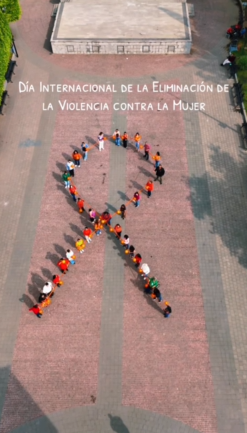 Día Internacional de la Eliminación de
la Violencia contra la Mujer